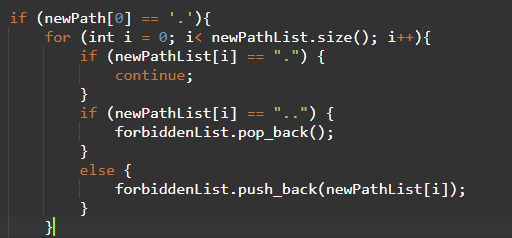 if (newPath[0] == '.'){
    for (int i = 0; i< newPathList.size(); i++){
        if (newPathList[i] == ".") {
            continue;
        }
        if (newPathList[i] == "..") {
            forbiddenList.pop_back();
        }
        else {
            forbiddenList.push_back(newPathList[i]);
        }
    }